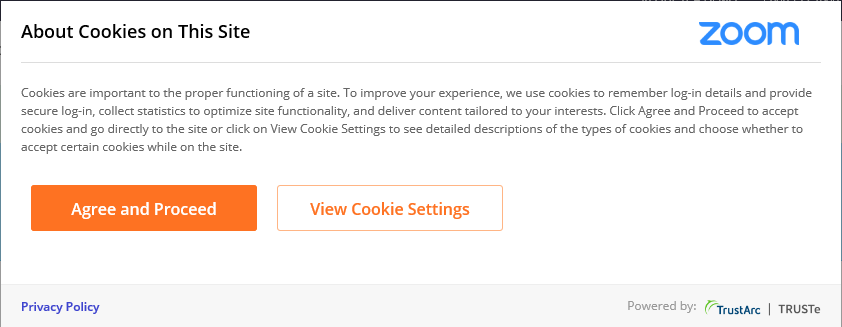 About Cookies on This Site
zoom
Cookies are important to the proper functioning of a site. To improve your experience, we use cookies to remember log-in details and provide
secure log-in, collect statistics to optimize site functionality, and deliver content tailored to your interests. Click Agree and Proceed to accept
cookies and go directly to the site or click on View Cookie Settings to see detailed descriptions of the types of cookies and choose whether to
accept certain cookies while on the site.
Agree and Proceed
View Cookie Settings
Privacy Policy
Powered by: TrustArc | TRUSTe